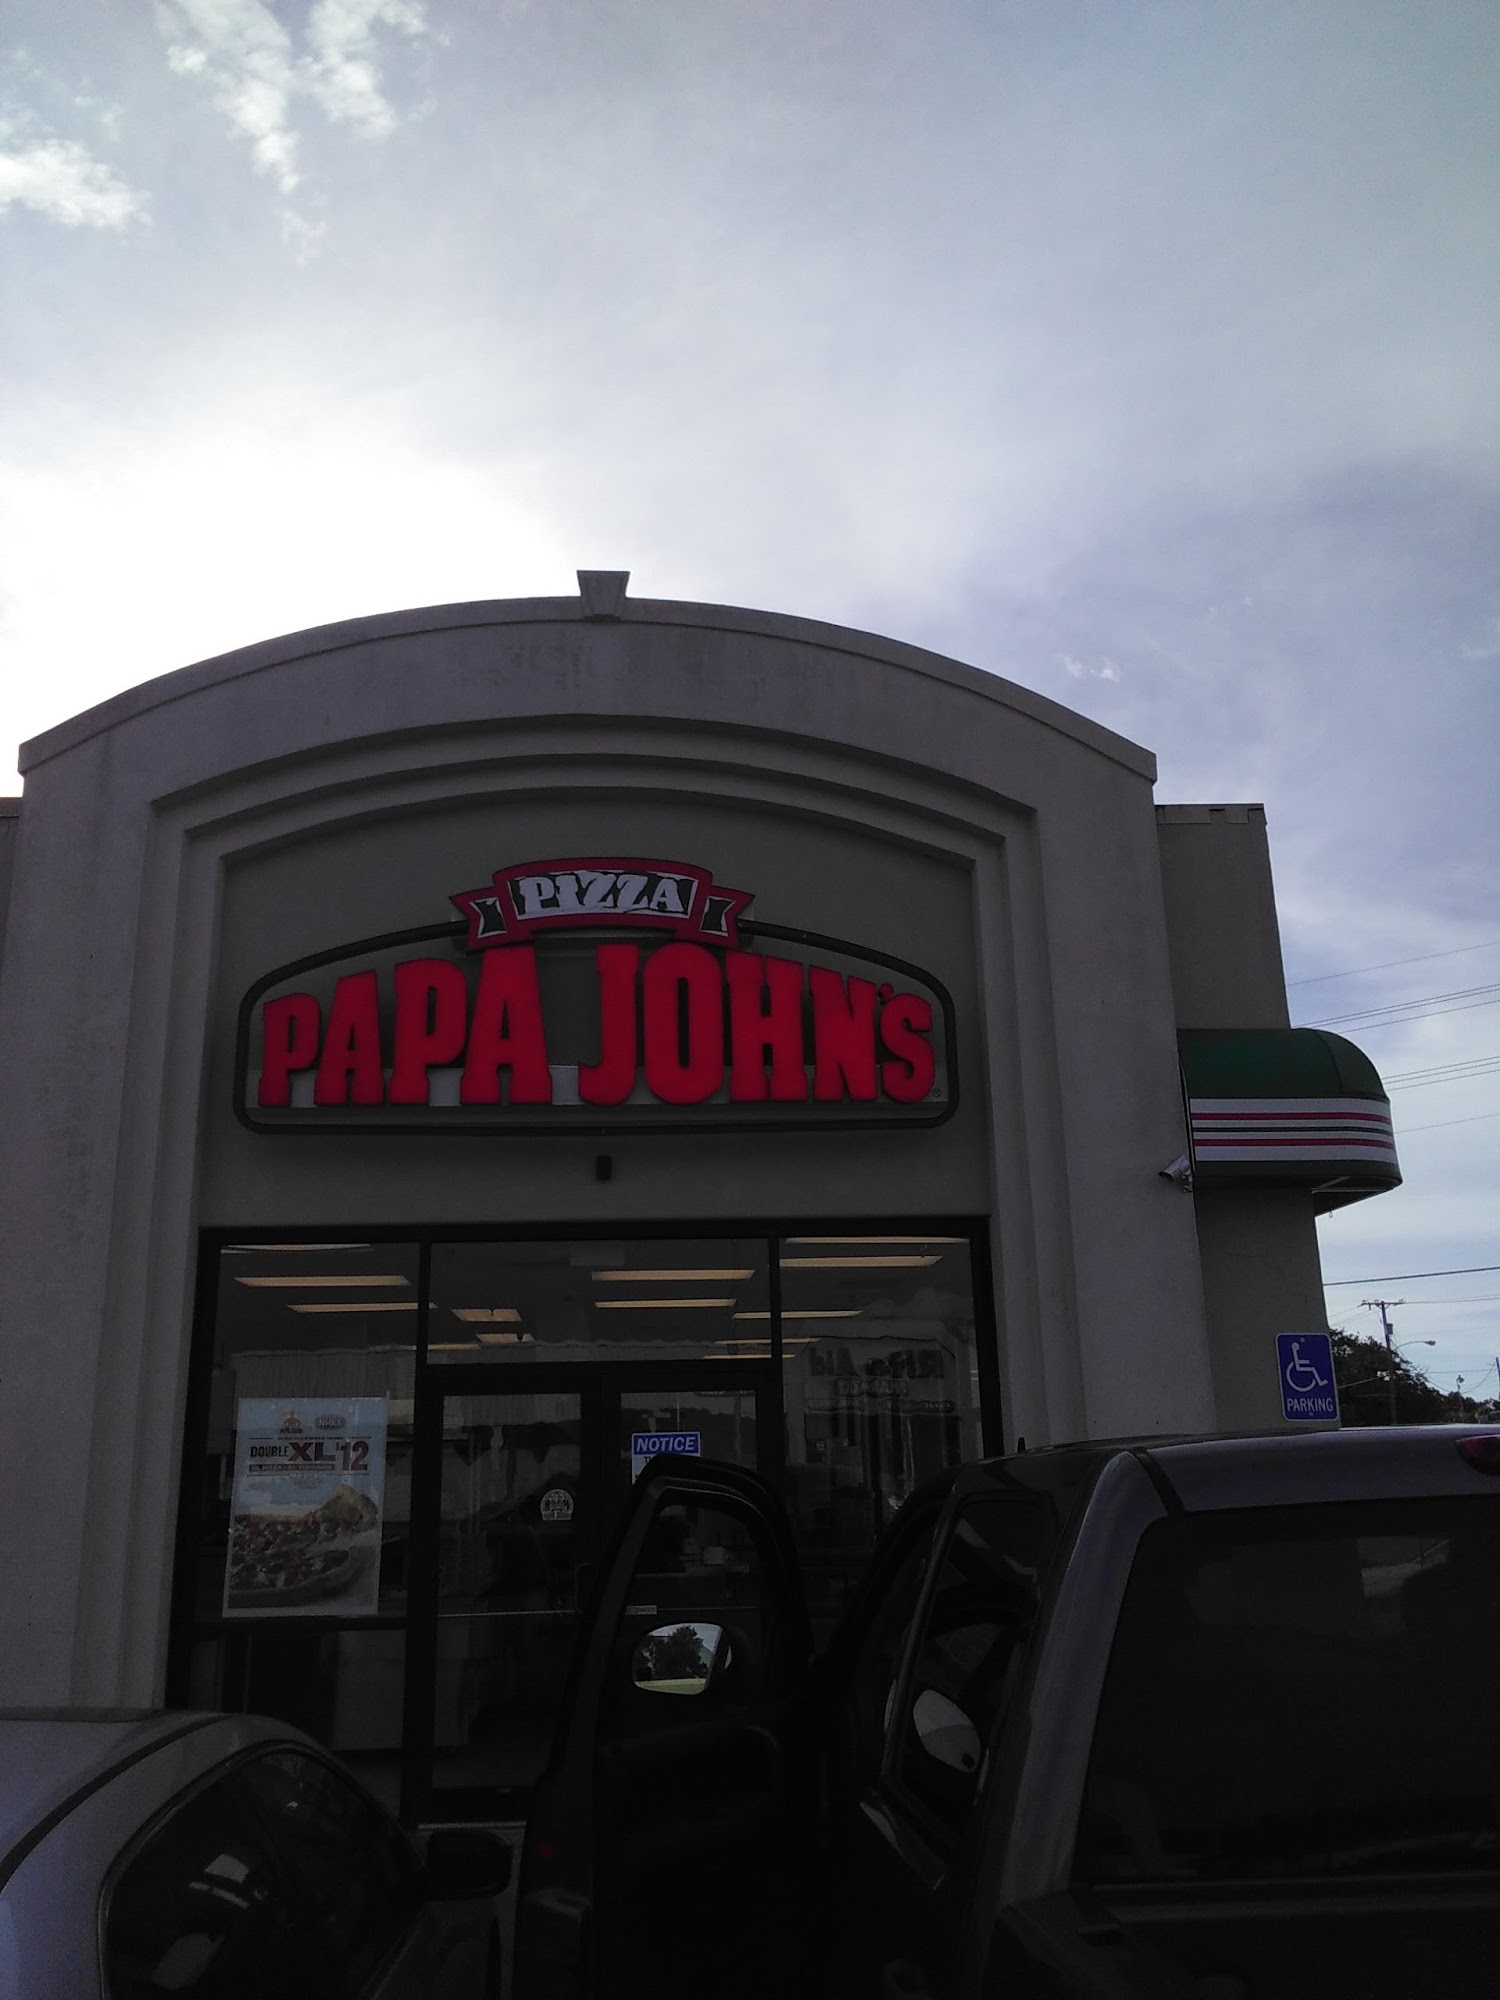 PIZZA
PAPA JOHN'S
PARKING
NOTICE
DOUBLE XL $12